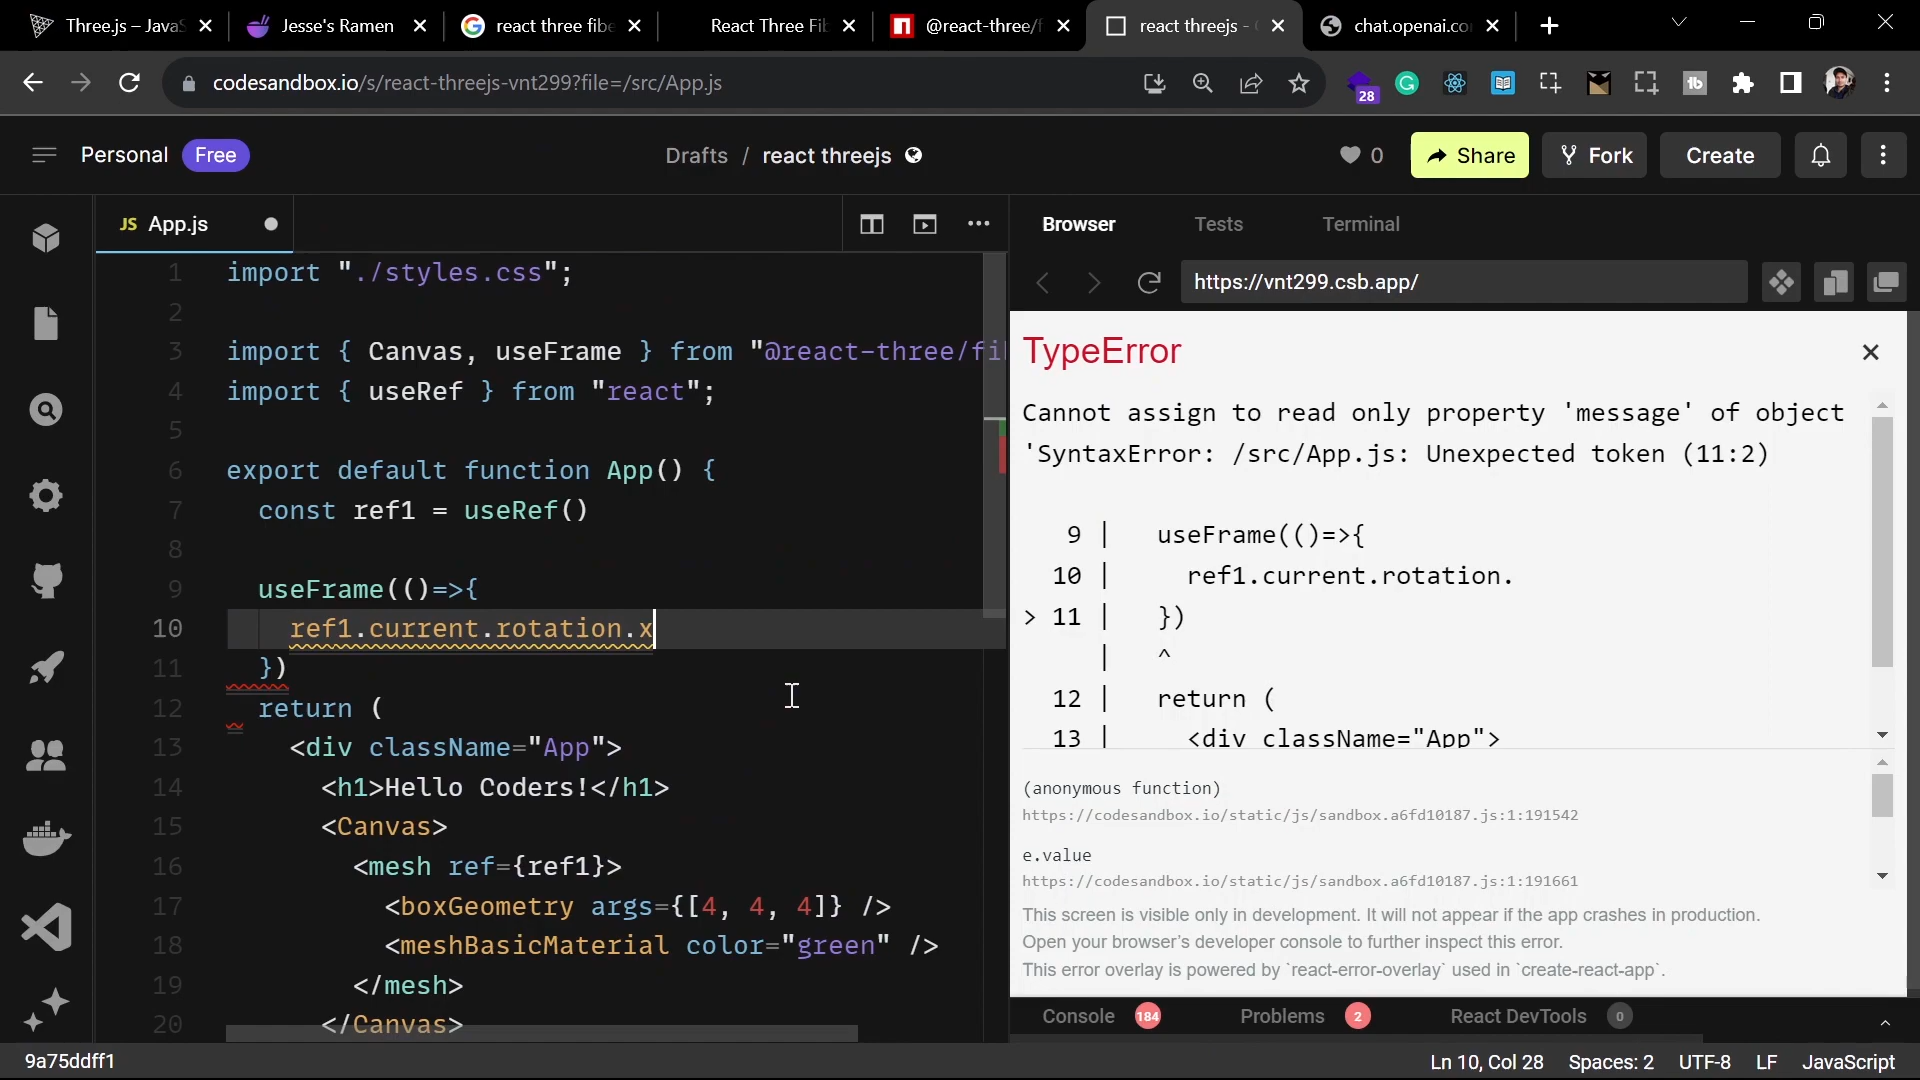 Three.js – JavaS
Jesse's Ramen
react three fibe
React Three Fib
@react-three/f
react threejs - C
chat.openai.co
codesandbox.io/s/react-threejs-vnt299?file=/src/App.js
28
Personal Free
Drafts / react threejs
0
Share
Fork
Create
JS App.js
Browser
Tests
Terminal
https://vnt299.csb.app/
1 import "./styles.css";
2
3 import { Canvas, useFrame } from "@react-three/fi
4 import { useRef } from "react";
5
6 export default function App() {
7 const ref1 = useRef()
8
9 useFrame(()=>{
10 ref1.current.rotation.x
11 })
12 return (
13 <div className="App">
14 <h1>Hello Coders!</h1>
15 <Canvas>
16 <mesh ref={ref1}>
17 <boxGeometry args={[4, 4, 4]} />
18 <meshBasicMaterial color="green" />
19 </mesh>
20 </Canvas>
TypeError
Cannot assign to read only property 'message' of object
'SyntaxError: /src/App.js: Unexpected token (11:2)
9 | useFrame(()=>{
10 | ref1.current.rotation.
> 11 | })
| ^
12 | return (
13 | <div className="App">
(anonymous function)
https://codesandbox.io/static/js/sandbox.a6fd10187.js:1:191542
e.value
https://codesandbox.io/static/js/sandbox.a6fd10187.js:1:191661
This screen is visible only in development. It will not appear if the app crashes in production.
Open your browser's developer console to further inspect this error.
This error overlay is powered by `react-error-overlay` used in `create-react-app`.
Console 184
Problems 2
React DevTools 0
9a75ddff1
Ln 10, Col 28
Spaces: 2
UTF-8
LF
JavaScript